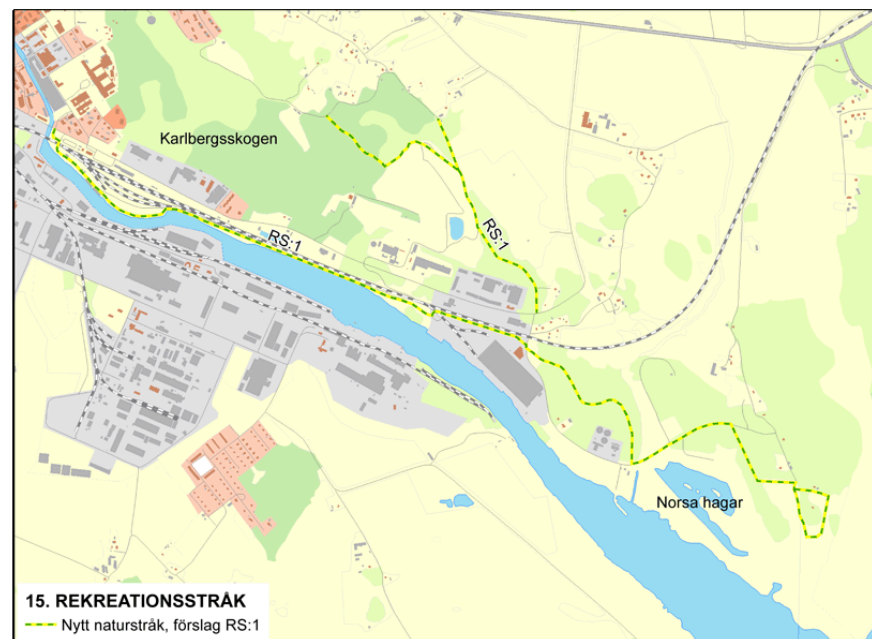 Karlbergsskogen
RS:1
RS:1
Norsa hagar
15. REKREATIONSSTRÅK
Nytt naturstråk, förslag RS:1